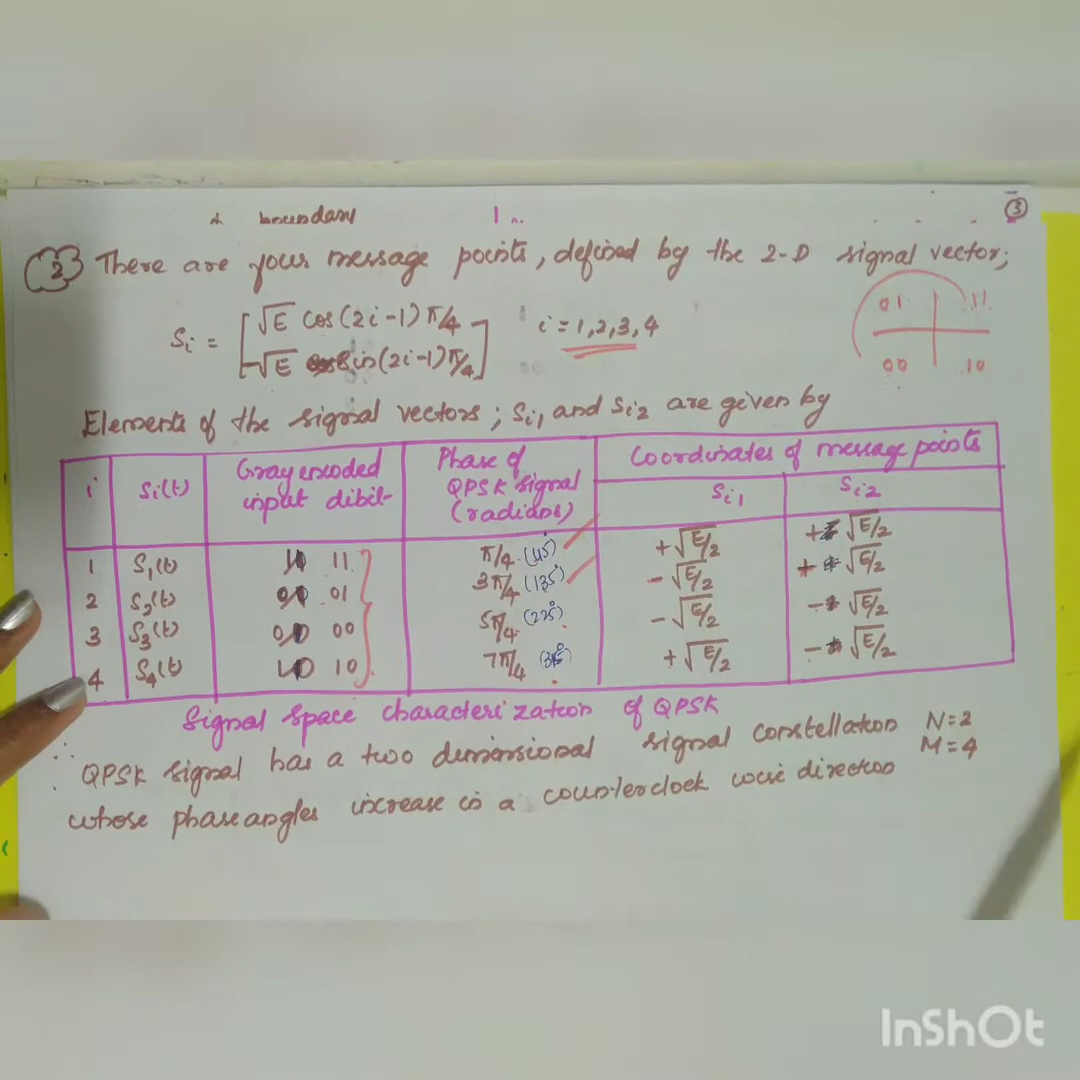 boundary
③
② There are four message points, defined by the 2-D signal vector;
Si = [√E cos(2i-1)π/4
-√E sin(2i-1)π/4] i=1,2,3,4
01 11
00 10
Elements of the signal vectors; Si1 and Si2 are given by
i Si(t) Gray encoded input dibit- Phase of QPSK signal (radians) Coordinates of message points
Si1 Si2
1 S1(t) 11 π/4 (45°) +√E/2 +√E/2
2 S2(t) 01 3π/4 (135°) -√E/2 +√E/2
3 S3(t) 00 5π/4 (225°) -√E/2 -√E/2
4 S4(t) 10 7π/4 +√E/2 -√E/2
Signal space characterization of QPSK
∴ QPSK signal has a two dimensional signal constellation N=2
M=4
whose phase angles increase in a counterclock wise direction
InShOt